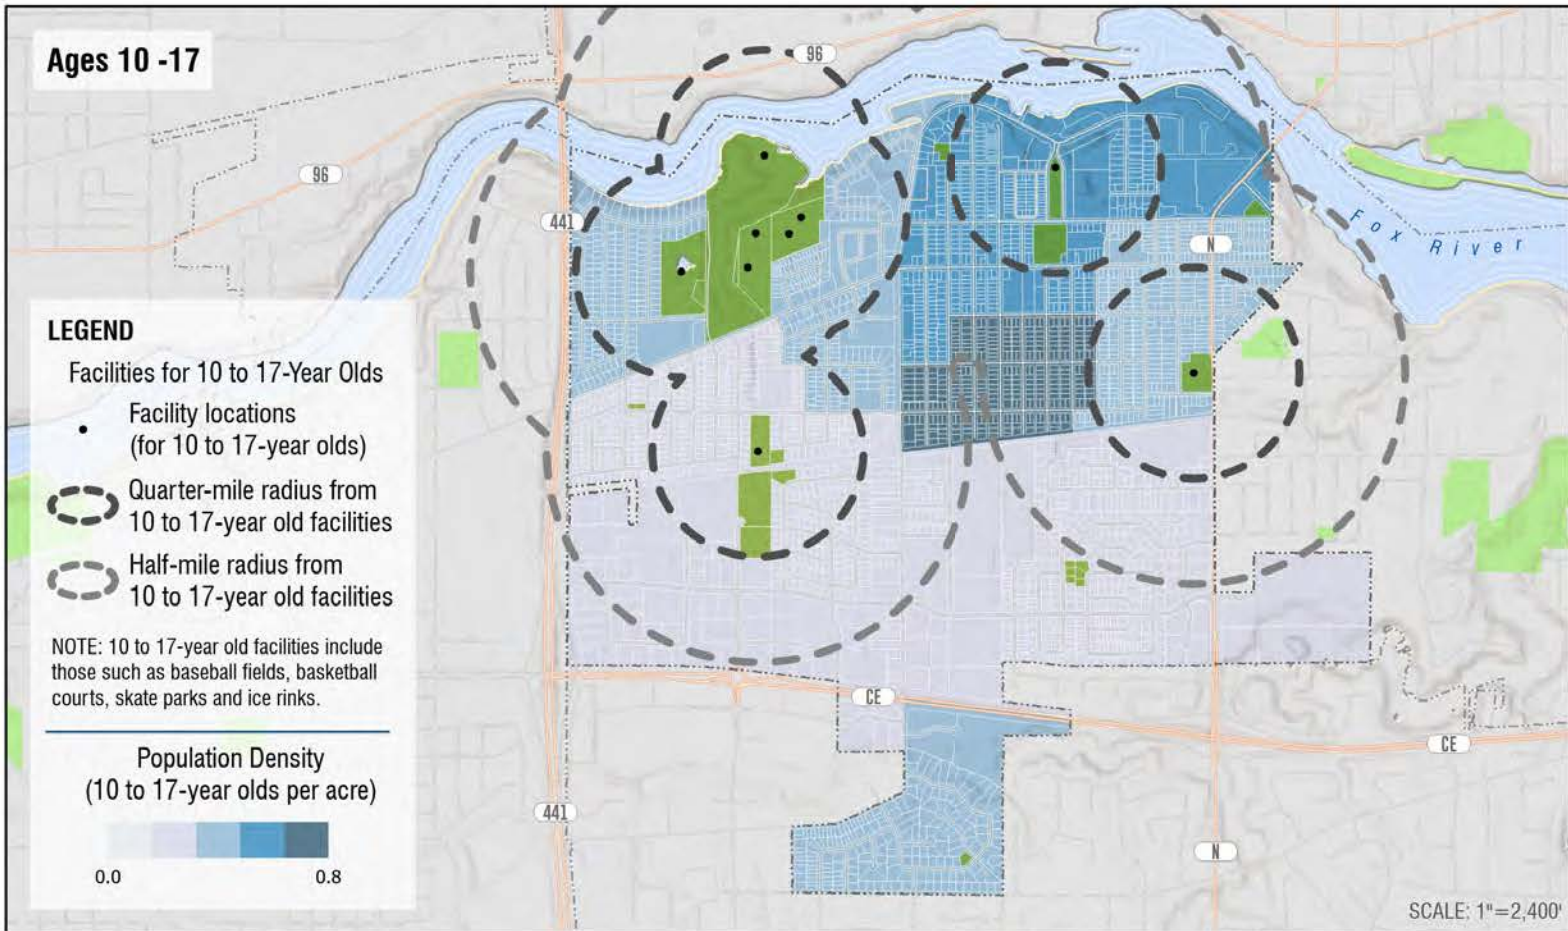 Ages 10 -17
96
96
441
N
Fox River
LEGEND
Facilities for 10 to 17-Year Olds
Facility locations
(for 10 to 17-year olds)
Quarter-mile radius from
10 to 17-year old facilities
Half-mile radius from
10 to 17-year old facilities
NOTE: 10 to 17-year old facilities include
those such as baseball fields, basketball
courts, skate parks and ice rinks.
Population Density
(10 to 17-year olds per acre)
0.0 0.8
CE
CE
441
N
SCALE: 1"=2,400'